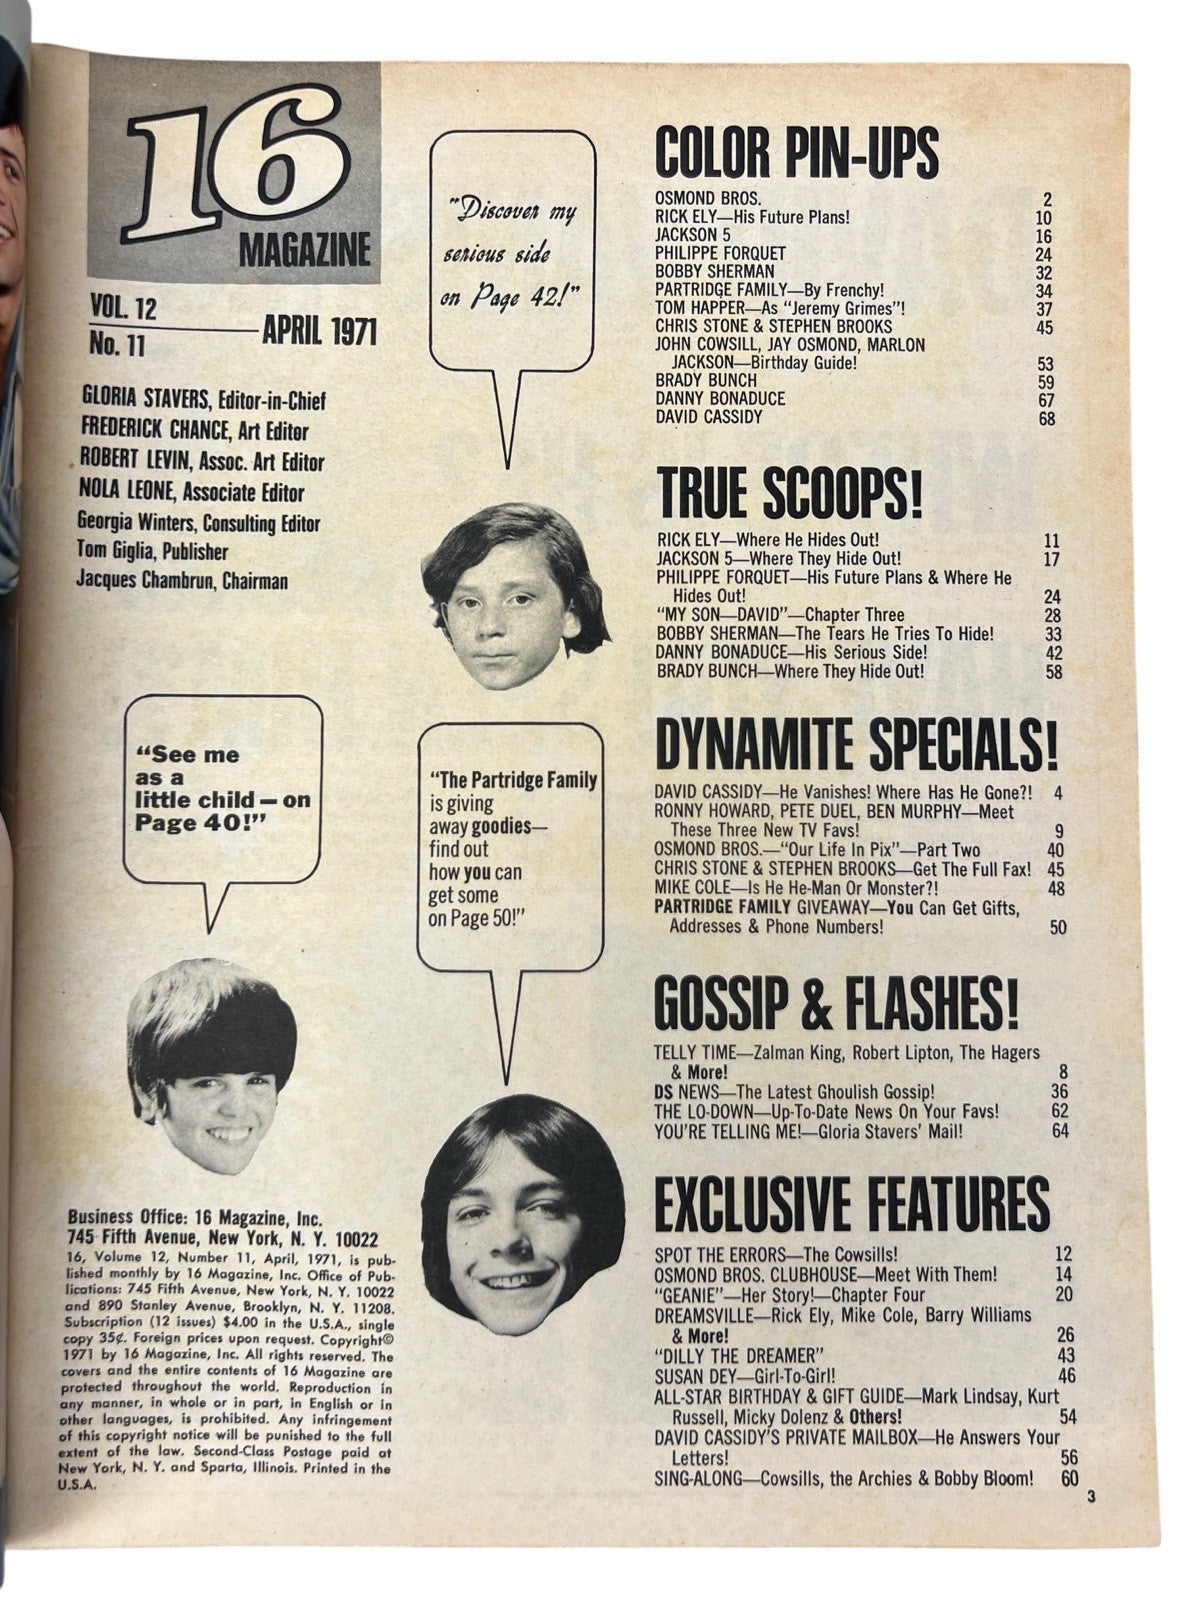 16
MAGAZINE
VOL. 12
No. 11
APRIL 1971
GLORIA STAVERS, Editor-in-Chief
FREDERICK CHANCE, Art Editor
ROBERT LEVIN, Assoc. Art Editor
NOLA LEONE, Associate Editor
Georgia Winters, Consulting Editor
Tom Giglia, Publisher
Jacques Chambrun, Chairman
"Discover my
serious side
on Page 42!"
"See me
as a
little child — on
Page 40!"
"The Partridge Family
is giving
away goodies—
find out
how you can
get some
on Page 50!"
Business Office: 16 Magazine, Inc.
745 Fifth Avenue, New York, N. Y. 10022
16, Volume 12, Number 11, April, 1971, is pub-
lished monthly by 16 Magazine, Inc. Office of Pub-
lications: 745 Fifth Avenue, New York, N. Y. 10022
and 890 Stanley Avenue, Brooklyn, N. Y. 11208.
Subscription (12 issues) $4.00 in the U.S.A., single
copy 35¢. Foreign prices upon request. Copyright©
1971 by 16 Magazine, Inc. All rights reserved. The
covers and the entire contents of 16 Magazine are
protected throughout the world. Reproduction in
any manner, in whole or in part, in English or in
other languages, is prohibited. Any infringement
of this copyright notice will be punished to the full
extent of the law. Second-Class Postage paid at
New York, N. Y. and Sparta, Illinois. Printed in the
U.S.A.
COLOR PIN-UPS
OSMOND BROS. 2
RICK ELY—His Future Plans! 10
JACKSON 5 16
PHILIPPE FORQUET 24
BOBBY SHERMAN 32
PARTRIDGE FAMILY—By Frenchy! 34
TOM HAPPER—As "Jeremy Grimes"! 37
CHRIS STONE & STEPHEN BROOKS 45
JOHN COWSILL, JAY OSMOND, MARLON
JACKSON—Birthday Guide! 53
BRADY BUNCH 59
DANNY BONADUCE 67
DAVID CASSIDY 68
TRUE SCOOPS!
RICK ELY—Where He Hides Out! 11
JACKSON 5—Where They Hide Out! 17
PHILIPPE FORQUET—His Future Plans & Where He
Hides Out! 24
"MY SON—DAVID"—Chapter Three 28
BOBBY SHERMAN—The Tears He Tries To Hide! 33
DANNY BONADUCE—His Serious Side! 42
BRADY BUNCH—Where They Hide Out! 58
DYNAMITE SPECIALS!
DAVID CASSIDY—He Vanishes! Where Has He Gone?! 4
RONNY HOWARD, PETE DUEL, BEN MURPHY—Meet
These Three New TV Favs! 9
OSMOND BROS.—"Our Life In Pix"—Part Two 40
CHRIS STONE & STEPHEN BROOKS—Get The Full Fax! 45
MIKE COLE—Is He He-Man Or Monster?! 48
PARTRIDGE FAMILY GIVEAWAY—You Can Get Gifts,
Addresses & Phone Numbers! 50
GOSSIP & FLASHES!
TELLY TIME—Zalman King, Robert Lipton, The Hagers
& More! 8
DS NEWS—The Latest Ghoulish Gossip! 36
THE LO-DOWN—Up-To-Date News On Your Favs! 62
YOU'RE TELLING ME!—Gloria Stavers' Mail! 64
EXCLUSIVE FEATURES
SPOT THE ERRORS—The Cowsills! 12
OSMOND BROS. CLUBHOUSE—Meet With Them! 14
"GEANIE"—Her Story!—Chapter Four 20
DREAMSVILLE—Rick Ely, Mike Cole, Barry Williams
& More! 26
"DILLY THE DREAMER" 43
SUSAN DEY—Girl-To-Girl! 46
ALL-STAR BIRTHDAY & GIFT GUIDE—Mark Lindsay, Kurt
Russell, Micky Dolenz & Others! 54
DAVID CASSIDY'S PRIVATE MAILBOX—He Answers Your
Letters! 56
SING-ALONG—Cowsills, the Archies & Bobby Bloom! 60
3